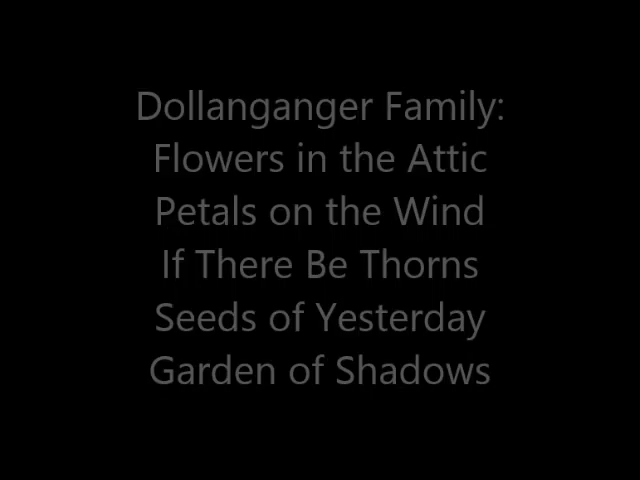 Dollanganger Family:
Flowers in the Attic
Petals on the Wind
If There Be Thorns
Seeds of Yesterday
Garden of Shadows